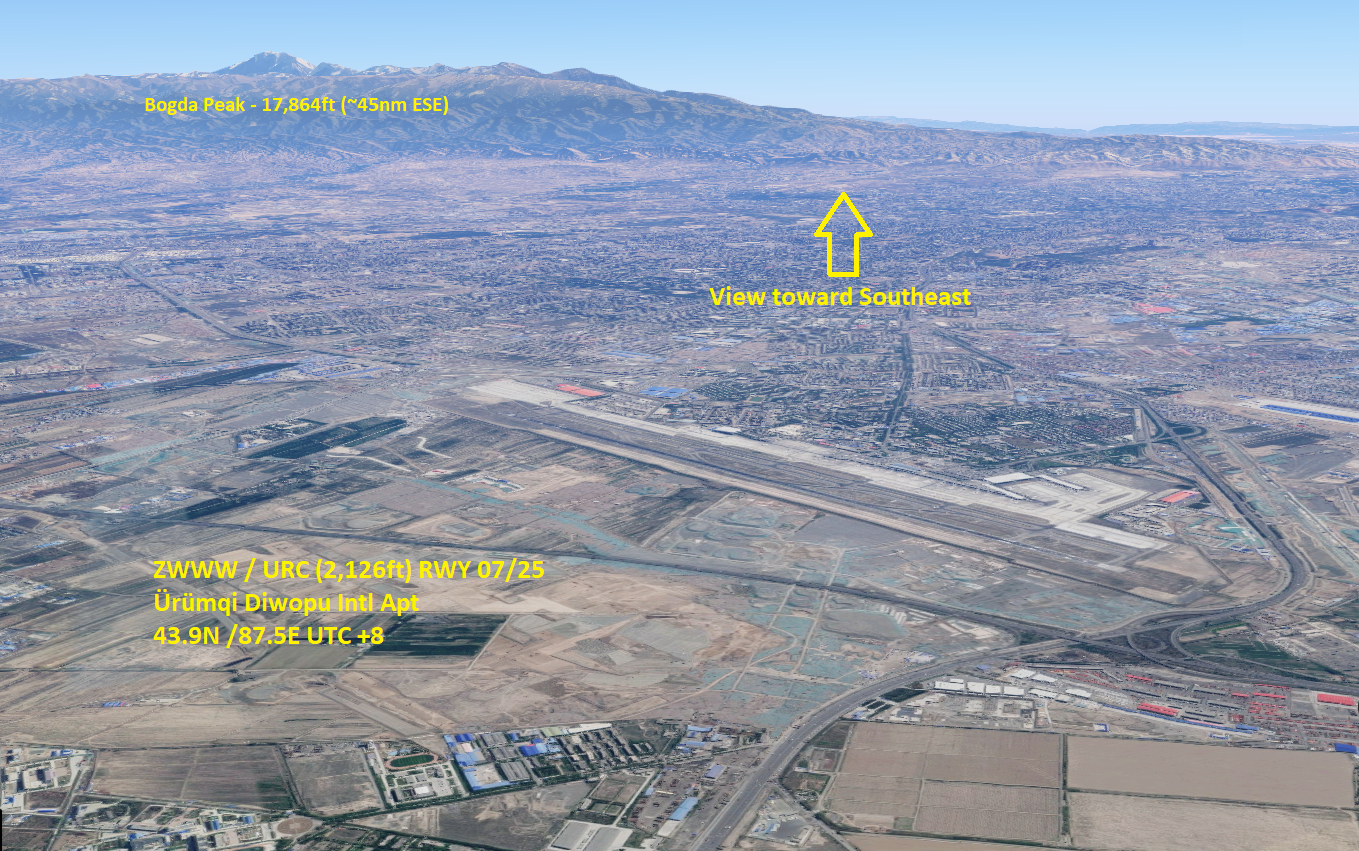 Bogda Peak - 17,864ft (~45nm ESE)
View toward Southeast
ZWWW / URC (2,126ft) RWY 07/25
Ürümqi Diwopu Intl Apt
43.9N /87.5E UTC +8